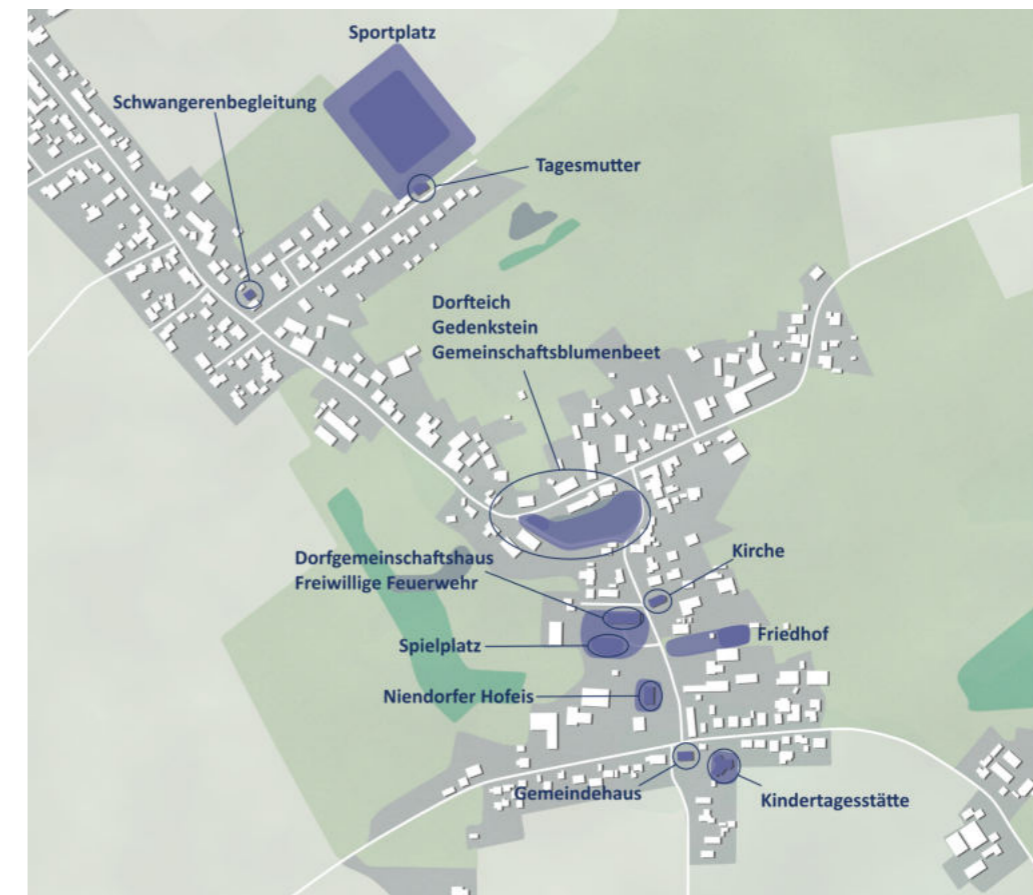 Sportplatz
Schwangerenbegleitung
Tagesmutter
Dorfteich
Gedenkstein
Gemeinschaftsblumenbeet
Kirche
Dorfgemeinschaftshaus
Freiwillige Feuerwehr
Friedhof
Spielplatz
Niendorfer Hofeis
Gemeindehaus
Kindertagesstätte